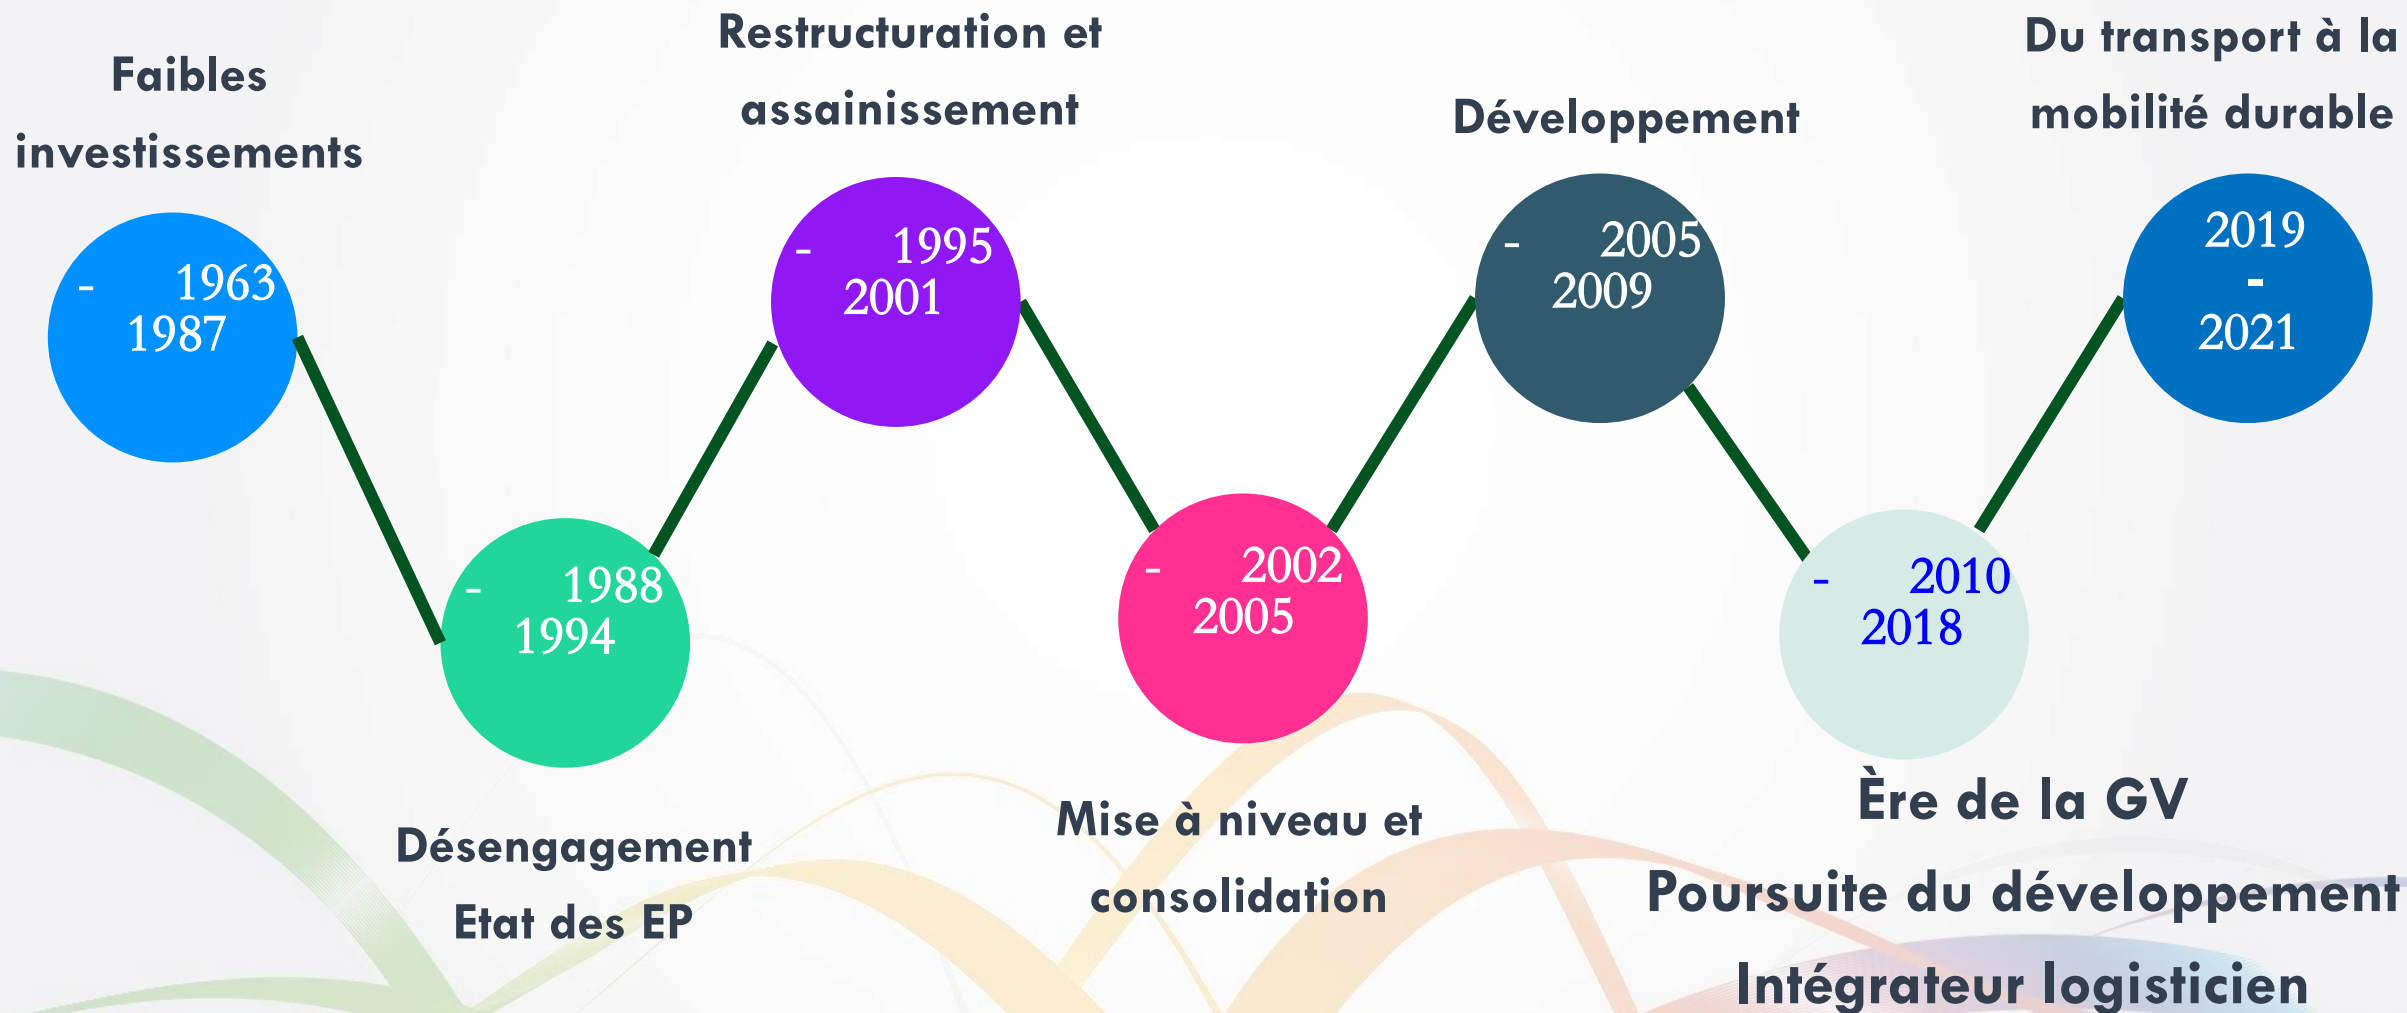 Faibles
investissements
- 1963
1987
- 1988
1994
Désengagement
Etat des EP
Restructuration et
assainissement
- 1995
2001
- 2002
2005
Mise à niveau et
consolidation
Développement
- 2005
2009
- 2010
2018
Ère de la GV
Poursuite du développement
Intégrateur logisticien
Du transport à la
mobilité durable
2019
-
2021